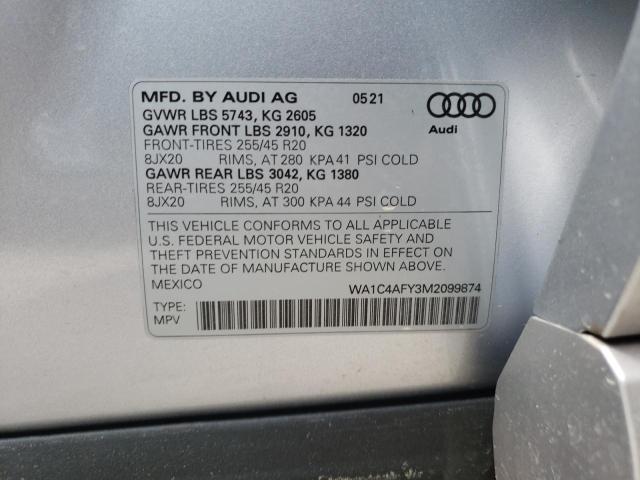 MFD. BY AUDI AG 0521
GVWR LBS 5743, KG 2605
GAWR FRONT LBS 2910, KG 1320
Audi
FRONT-TIRES 255/45 R20
8JX20 RIMS, AT 280 KPA 41 PSI COLD
GAWR REAR LBS 3042, KG 1380
REAR-TIRES 255/45 R20
8JX20 RIMS, AT 300 KPA 44 PSI COLD
THIS VEHICLE CONFORMS TO ALL APPLICABLE
U.S. FEDERAL MOTOR VEHICLE SAFETY AND
THEFT PREVENTION STANDARDS IN EFFECT ON
THE DATE OF MANUFACTURE SHOWN ABOVE.
MEXICO WA1C4AFY3M2099874
TYPE:
MPV